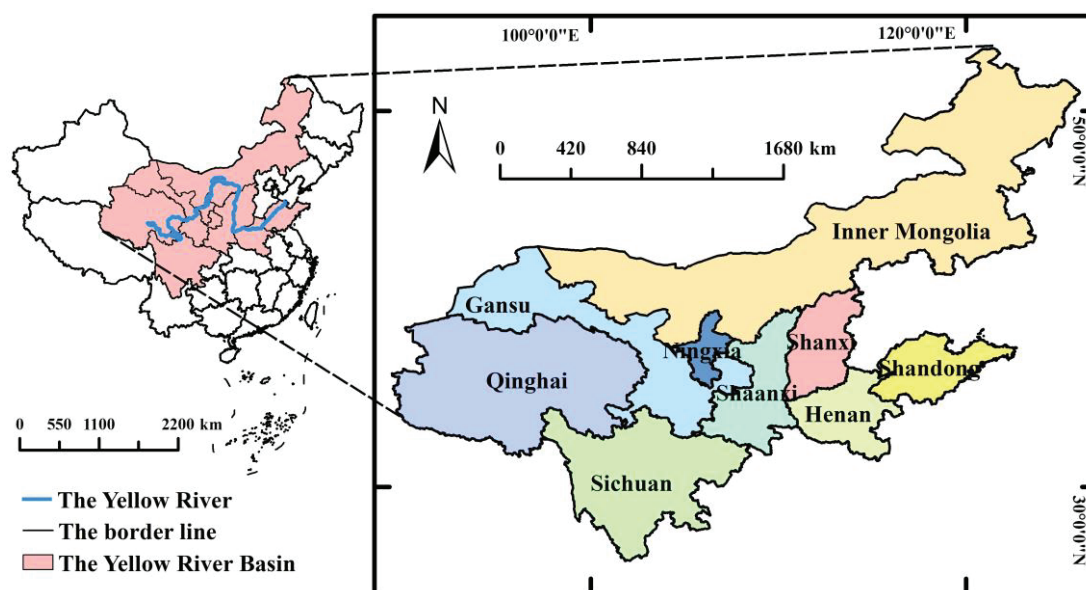 100°0'0"E
120°0'0"E
N
0 420 840 1680 km
50°0'0"N
Inner Mongolia
Gansu
Ningxia
Shanxi
Qinghai
Shaanxi
Shandong
Henan
Sichuan
30°0'0"N
0 550 1100 2200 km
The Yellow River
The border line
The Yellow River Basin